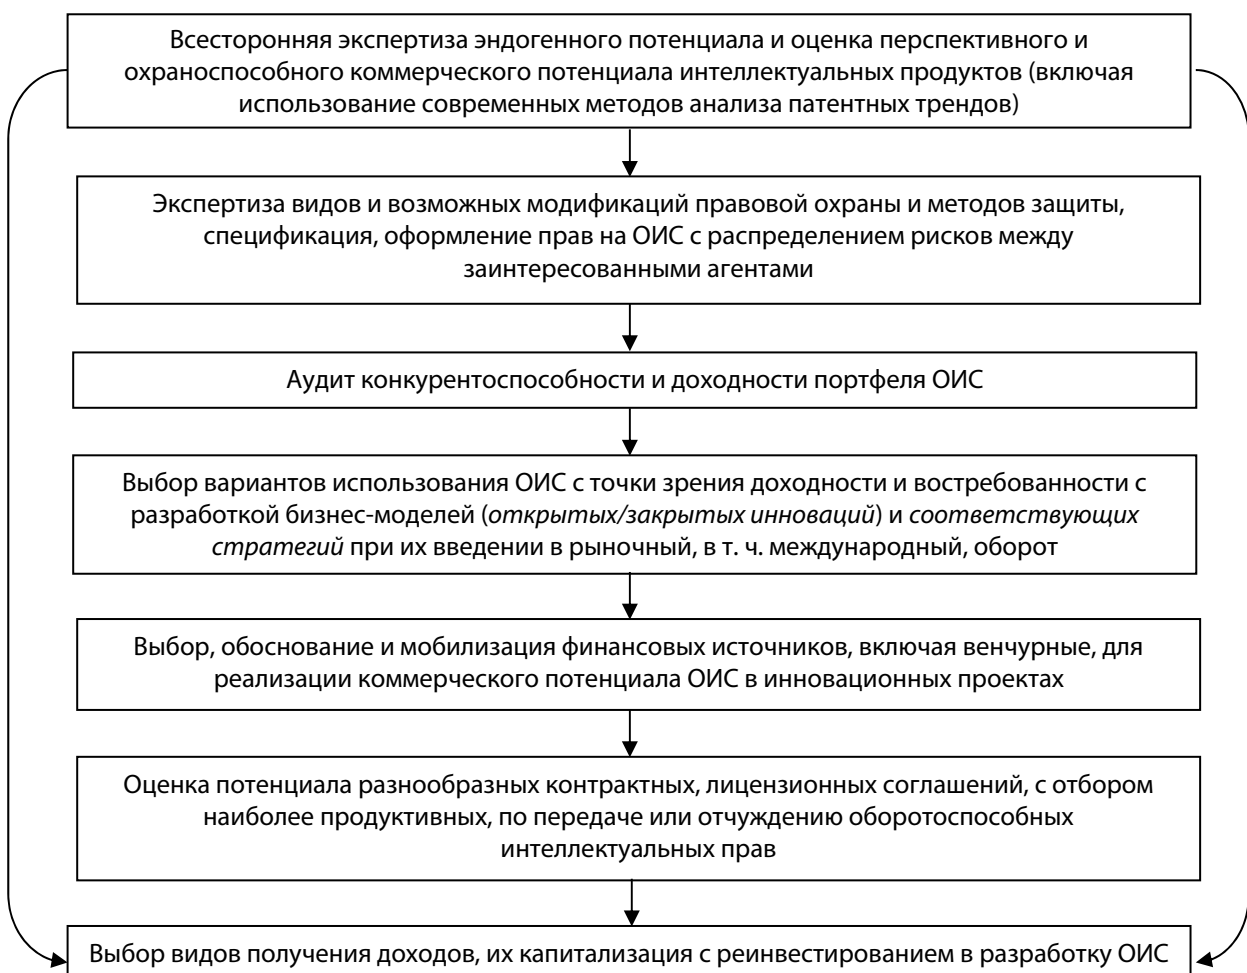 Всесторонняя экспертиза эндогенного потенциала и оценка перспективного и
охраноспособного коммерческого потенциала интеллектуальных продуктов (включая
использование современных методов анализа патентных трендов)
Экспертиза видов и возможных модификаций правовой охраны и методов защиты,
спецификация, оформление прав на ОИС с распределением рисков между
заинтересованными агентами
Аудит конкурентоспособности и доходности портфеля ОИС
Выбор вариантов использования ОИС с точки зрения доходности и востребованности с
разработкой бизнес-моделей (открытых/закрытых инноваций) и соответствующих
стратегий при их введении в рыночный, в т. ч. международный, оборот
Выбор, обоснование и мобилизация финансовых источников, включая венчурные, для
реализации коммерческого потенциала ОИС в инновационных проектах
Оценка потенциала разнообразных контрактных, лицензионных соглашений, с отбором
наиболее продуктивных, по передаче или отчуждению оборотоспособных
интеллектуальных прав
Выбор видов получения доходов, их капитализация с реинвестированием в разработку ОИС